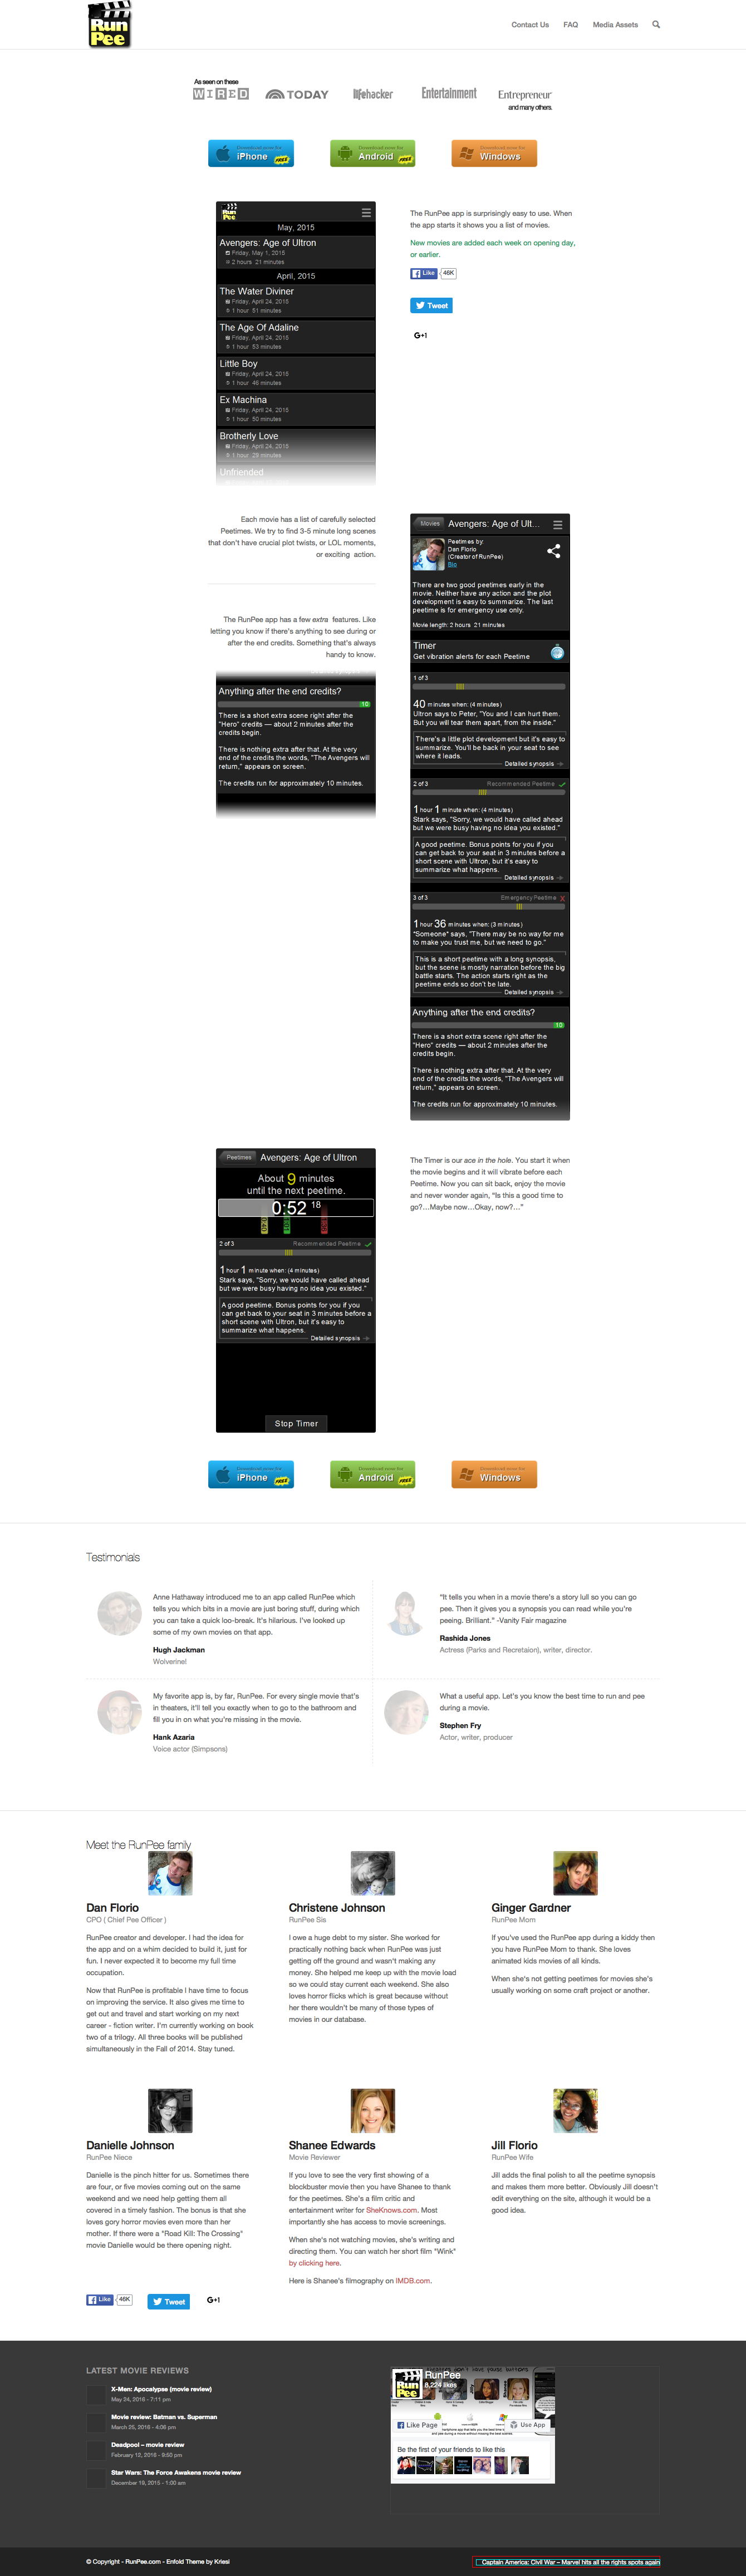 Run
Pee
Contact Us
FAQ
Media Assets
As seen on these
WIRED
TODAY
lifehacker
Entertainment
Entrepreneur
and many others.
iPhone
FREE
Android
FREE
Windows
Run
Pee
May, 2015
Avengers: Age of Ultron
Friday, May 1, 2015
2 hours 21 minutes
April, 2015
The Water Diviner
Friday, April 24, 2015
1 hour 51 minutes
The Age Of Adaline
Friday, April 24, 2015
1 hour 53 minutes
Little Boy
Friday, April 24, 2015
1 hour 46 minutes
Ex Machina
Friday, April 24, 2015
1 hour 50 minutes
Brotherly Love
Friday, April 24, 2015
1 hour 29 minutes
Unfriended
The RunPee app is surprisingly easy to use. When
the app starts it shows you a list of movies.
New movies are added each week on opening day,
or earlier.
Like
46K
Tweet
G+1
Each movie has a list of carefully selected
Peetimes. We try to find 3-5 minute long scenes
that don't have crucial plot twists, or LOL moments,
or exciting action.
The RunPee app has a few extra features. Like
letting you know if there's anything to see during or
after the end credits. Something that's always
handy to know.
Anything after the end credits?
10
There is a short extra scene right after the
"Hero" credits — about 2 minutes after the
credits begin.
There is nothing extra after that. At the very
end of the credits the words, "The Avengers will
return," appears on screen.
The credits run for approximately 10 minutes.
Movies
Avengers: Age of Ult...
Peetimes by:
Dan Florio
(Creator of RunPee)
Bio
There are two good peetimes early in the
movie. Neither have any action and the plot
development is easy to summarize. The last
peetime is for emergency use only.
Movie length: 2 hours 21 minutes
Timer
Get vibration alerts for each Peetime
1 of 3
40 minutes when: (4 minutes)
Ultron says to Peter, "You and I can hurt them.
But you will tear them apart, from the inside."
There's a little plot development but it's easy to
summarize. You'll be back in your seat to see
where it leads.
Detailed synopsis
2 of 3
Recommended Peetime
1 hour 1 minute when: (4 minutes)
Stark says, "Sorry, we would have called ahead
but we were busy having no idea you existed."
A good peetime. Bonus points for you if you
can get back to your seat in 3 minutes before a
short scene with Ultron, but it's easy to
summarize what happens.
Detailed synopsis
3 of 3
Emergency Peetime X
1 hour 36 minutes when: (3 minutes)
*Someone* says, "There may be no way for me
to make you trust me, but we need to go."
This is a short peetime with a long synopsis,
but the scene is mostly narration before the big
battle starts. The action starts right as the
peetime ends so don't be late.
Detailed synopsis
Anything after the end credits?
10
There is a short extra scene right after the
"Hero" credits — about 2 minutes after the
credits begin.
There is nothing extra after that. At the very
end of the credits the words, "The Avengers will
return," appears on screen.
The credits run for approximately 10 minutes.
Peetimes
Avengers: Age of Ultron
About 9 minutes
until the next peetime.
0:52 18
2 of 3
Recommended Peetime
1 hour 1 minute when: (4 minutes)
Stark says, "Sorry, we would have called ahead
but we were busy having no idea you existed."
A good peetime. Bonus points for you if you
can get back to your seat in 3 minutes before a
short scene with Ultron, but it's easy to
summarize what happens.
Detailed synopsis
Stop Timer
The Timer is our ace in the hole. You start it when
the movie begins and it will vibrate before each
Peetime. Now you can sit back, enjoy the movie
and never wonder again, "Is this a good time to
go?…Maybe now…Okay, now?…"
iPhone
FREE
Android
FREE
Windows
Testimonials
Anne Hathaway introduced me to an app called RunPee which
tells you which bits in a movie are just boring stuff, during which
you can take a quick loo-break. It's hilarious. I've looked up
some of my own movies on that app.
Hugh Jackman
Wolverine!
"It tells you when in a movie there's a story lull so you can go
pee. Then it gives you a synopsis you can read while you're
peeing. Brilliant." -Vanity Fair magazine
Rashida Jones
Actress (Parks and Recretaion), writer, director.
My favorite app is, by far, RunPee. For every single movie that's
in theaters, it'll tell you exactly when to go to the bathroom and
fill you in on what you're missing in the movie.
Hank Azaria
Voice actor (Simpsons)
What a useful app. Let's you know the best time to run and pee
during a movie.
Stephen Fry
Actor, writer, producer
Meet the RunPee family
Dan Florio
CPO ( Chief Pee Officer )
RunPee creator and developer. I had the idea for
the app and on a whim decided to build it, just for
fun. I never expected it to become my full time
occupation.
Now that RunPee is profitable I have time to focus
on improving the service. It also gives me time to
get out and travel and start working on my next
career - fiction writer. I'm currently working on book
two of a trilogy. All three books will be published
simultaneously in the Fall of 2014. Stay tuned.
Christene Johnson
RunPee Sis
I owe a huge debt to my sister. She worked for
practically nothing back when RunPee was just
getting off the ground and wasn't making any
money. She helped me keep up with the movie load
so we could stay current each weekend. She also
loves horror flicks which is great because without
her there wouldn't be many of those types of
movies in our database.
Ginger Gardner
RunPee Mom
If you've used the RunPee app during a kiddy then
you have RunPee Mom to thank. She loves
animated kids movies of all kinds.
When she's not getting peetimes for movies she's
usually working on some craft project or another.
Danielle Johnson
RunPee Niece
Danielle is the pinch hitter for us. Sometimes there
are four, or five movies coming out on the same
weekend and we need help getting them all
covered in a timely fashion. The bonus is that she
loves gory horror movies even more than her
mother. If there were a "Road Kill: The Crossing"
movie Danielle would be there opening night.
Shanee Edwards
Movie Reviewer
If you love to see the very first showing of a
blockbuster movie then you have Shanee to thank
for the peetimes. She's a film critic and
entertainment writer for SheKnows.com. Most
importantly she has access to movie screenings.
When she's not watching movies, she's writing and
directing them. You can watch her short film "Wink"
by clicking here.
Here is Shanee's filmography on IMDB.com.
Jill Florio
RunPee Wife
Jill adds the final polish to all the peetime synopsis
and makes them more better. Obviously Jill doesn't
edit everything on the site, although it would be a
good idea.
Like
46K
Tweet
G+1
LATEST MOVIE REVIEWS
X-Men: Apocalypse (movie review)
May 24, 2016 - 7:11 pm
Movie review: Batman vs. Superman
March 25, 2016 - 4:06 pm
Deadpool – movie review
February 12, 2016 - 9:50 pm
Star Wars: The Force Awakens movie review
December 19, 2015 - 1:00 am
Run
Pee
RunPee
8,224 likes
Like Page
Use App
Be the first of your friends to like this
© Copyright - RunPee.com - Enfold Theme by Kriesi
Captain America: Civil War – Marvel hits all the rights spots again